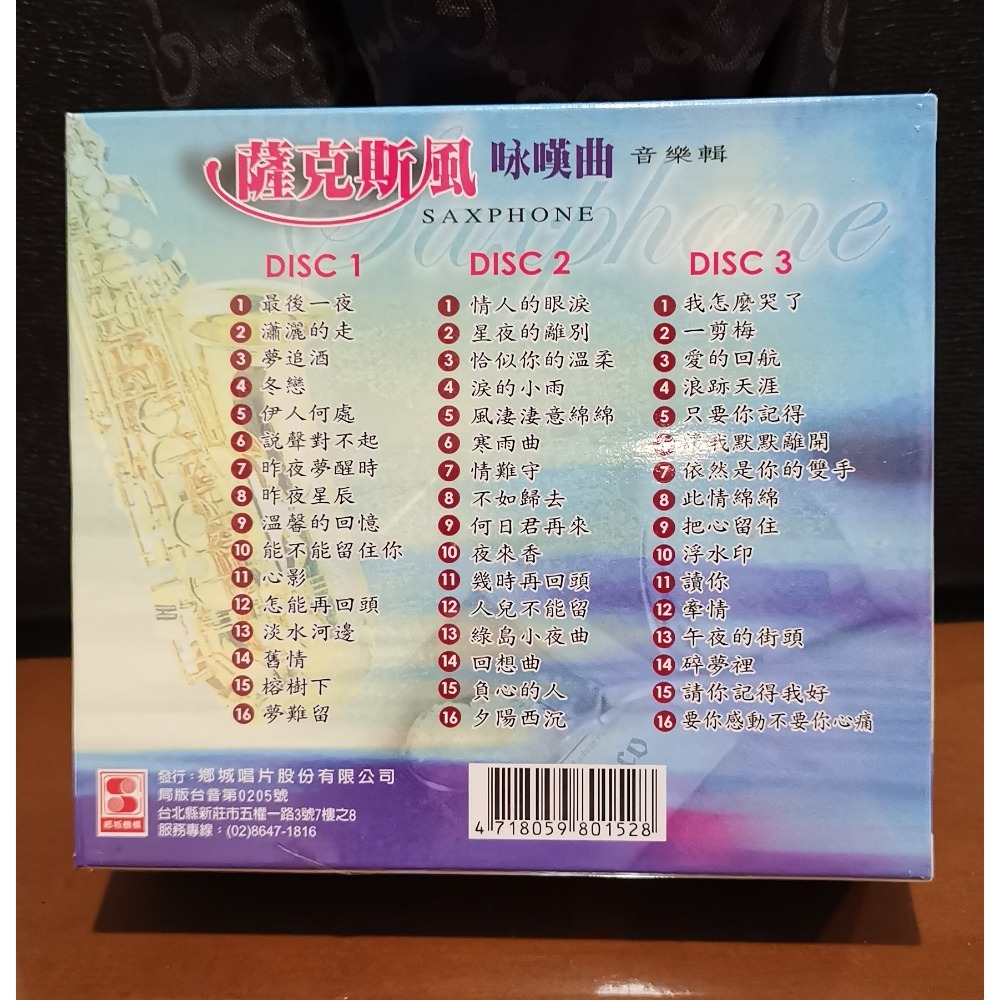 薩克斯風 咏嘆曲 音樂輯
SAXPHONE
Saxphone
DISC 1
1 最後一夜
2 瀟灑的走
3 夢追酒
4 冬戀
5 伊人何處
6 説聲對不起
7 昨夜夢醒時
8 昨夜星辰
9 溫馨的回憶
10 能不能留住你
11 心影
12 怎能再回頭
13 淡水河邊
14 舊情
15 榕樹下
16 夢難留
DISC 2
1 情人的眼淚
2 星夜的離別
3 恰似你的溫柔
4 淚的小雨
5 風淒淒意綿綿
6 寒雨曲
7 情難守
8 不如歸去
9 何日君再來
10 夜來香
11 幾時再回頭
12 人兒不能留
13 綠島小夜曲
14 回想曲
15 負心的人
16 夕陽西沉
DISC 3
1 我怎麼哭了
2 一剪梅
3 愛的回航
4 浪跡天涯
5 只要你記得
我默默離開
7 依然是你的雙手
8 此情綿綿
9 把心留住
10 浮水印
11 讀你
12 牽情
13 午夜的街頭
14 碎夢裡
15 請你記得我好
16 要你感動不要你心痛
發行：鄉城唱片股份有限公司
局版台音第0205號
台北縣新莊市五權一路3號7樓之8
服務專線：(02)8647-1816
4 718059 801528